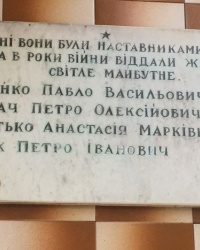 НІ ВОНИ БУЛИ НАСТАВНИКАМИ
А В РОКИ ВІЙНИ ВІДДАЛИ Ж
СВІТЛЕ МАЙБУТНЄ.
НКО ПАВЛО ВАСИЛЬОВИЧ
АЧ ПЕТРО ОЛЕКСІЙОВИЧ
ТЬКО АНАСТАСІЯ МАРКІВ
К ПЕТРО ІВАНОВИЧ